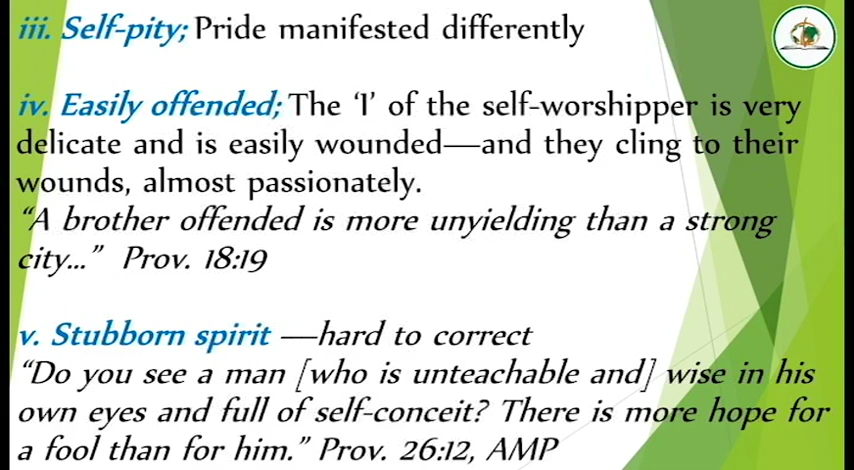 iii. Self-pity; Pride manifested differently
iv. Easily offended; The ‘I’ of the self-worshipper is very
delicate and is easily wounded—and they cling to their
wounds, almost passionately.
“A brother offended is more unyielding than a strong
city...” Prov. 18:19
v. Stubborn spirit —hard to correct
“Do you see a man [who is unteachable and] wise in his
own eyes and full of self-conceit? There is more hope for
a fool than for him.” Prov. 26:12, AMP